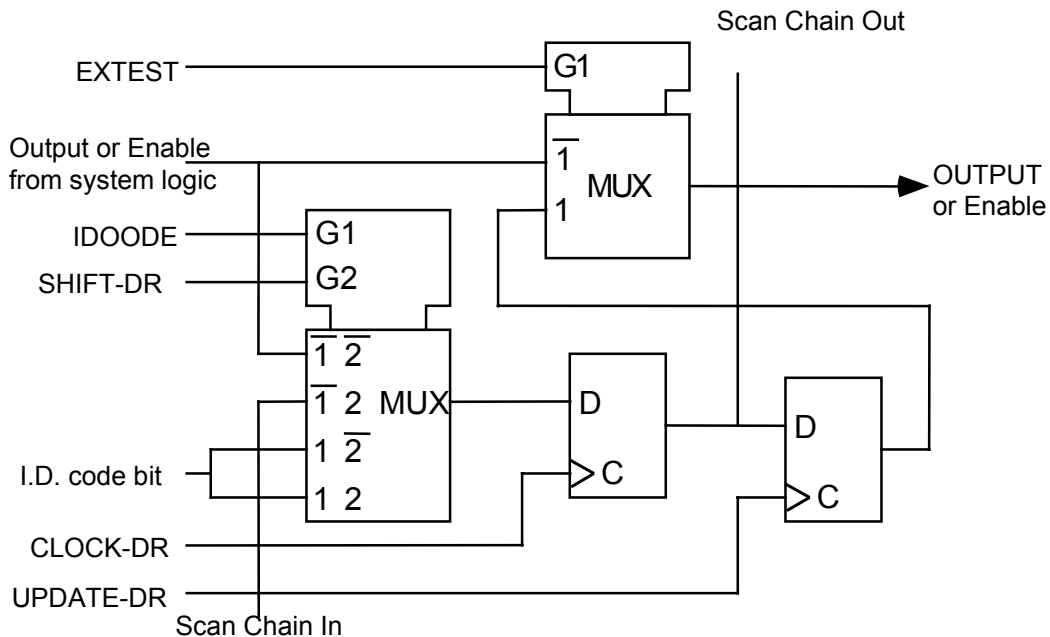 Scan Chain Out
EXTEST
G1
Output or Enable
from system logic
1̅
MUX
1
OUTPUT
or Enable
IDOODE
G1
SHIFT-DR
G2
1̅ 2̅
1̅ 2 MUX
D
1 2̅
D
I.D. code bit
C
1 2
C
CLOCK-DR
UPDATE-DR
Scan Chain In